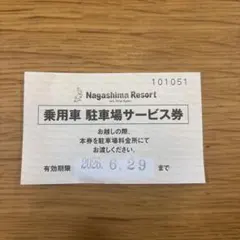 101051
Nagashima Resort
乗用車 駐車場サービス券
お越しの際、
本券を駐車場料金所にて
お渡しください。
有効期限 2026. 6. 29 まで